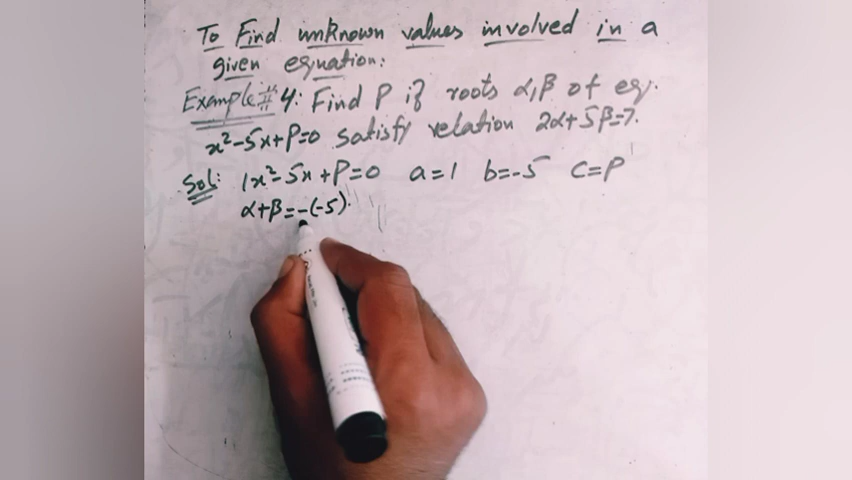 To Find unknown values involved in a
given equation:
Example # 4: Find P if roots α,β of eq.
x²-5x+P=0 satisfy relation 2α+5β=7.
Sol: 1x²-5x+P=0 a=1 b=-5 C=P
α+β=-(-5)